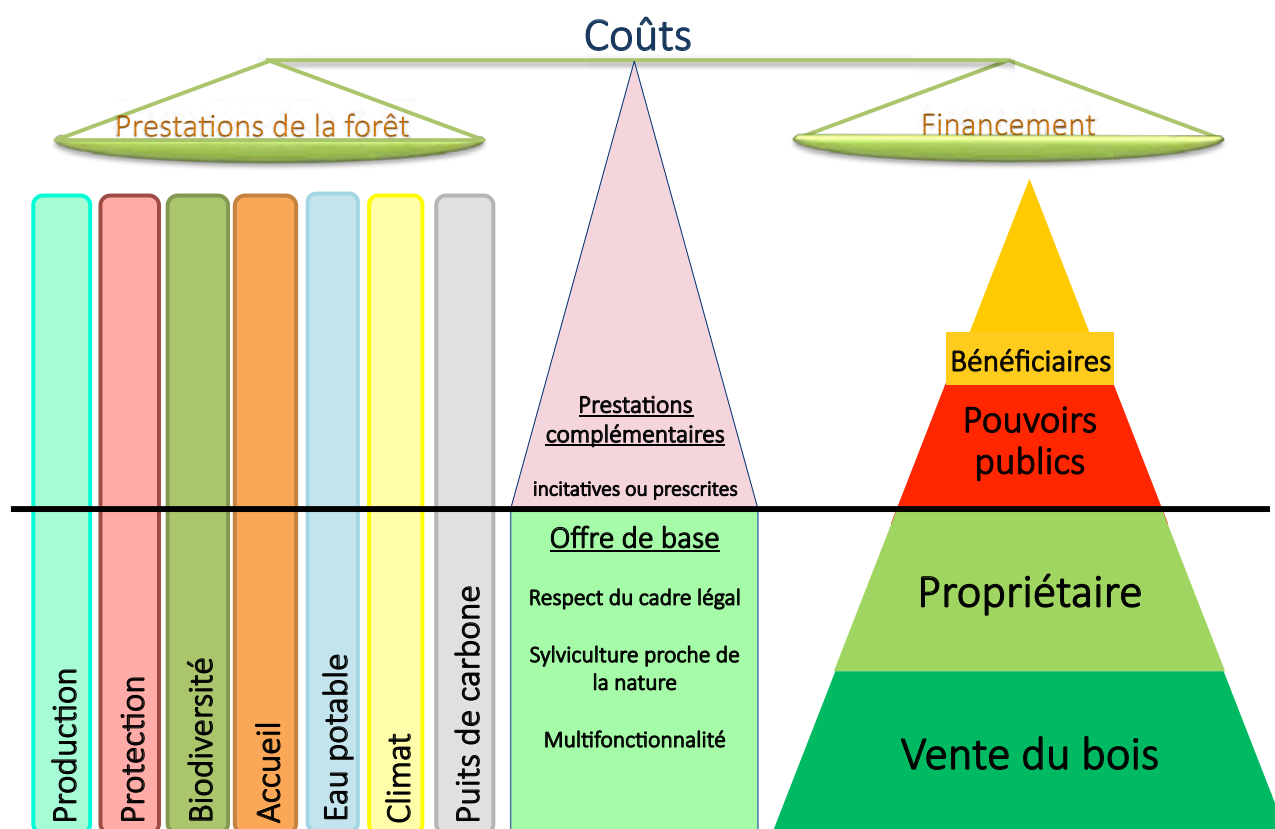 Coûts
Prestations de la forêt
Financement
Production
Protection
Biodiversité
Accueil
Eau potable
Climat
Puits de carbone
Prestations
complémentaires
incitatives ou prescrites
Offre de base
Respect du cadre légal
Sylviculture proche de
la nature
Multifonctionnalité
Bénéficiaires
Pouvoirs
publics
Propriétaire
Vente du bois